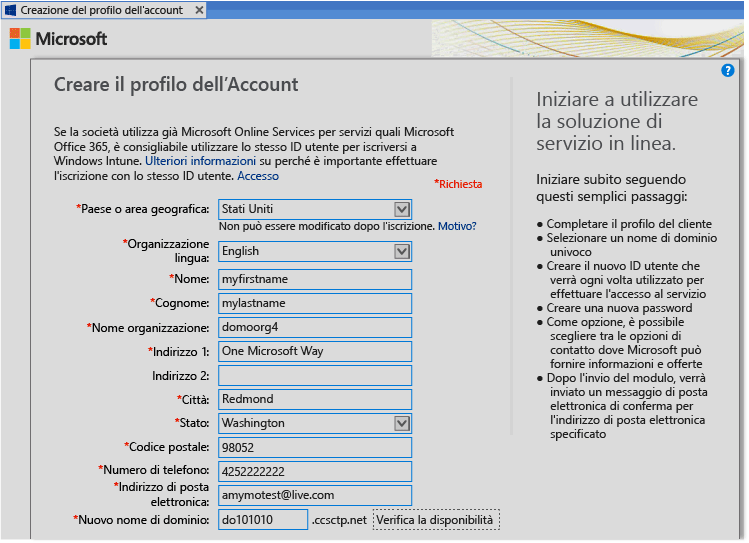 Creazione del profilo dell'account
Microsoft
?
Creare il profilo dell'Account
Se la società utilizza già Microsoft Online Services per servizi quali Microsoft
Office 365, è consigliabile utilizzare lo stesso ID utente per iscriversi a
Windows Intune. Ulteriori informazioni su perché è importante effettuare
l'iscrizione con lo stesso ID utente. Accesso
*Richiesta
*Paese o area geografica: Stati Uniti
Non può essere modificato dopo l'iscrizione. Motivo?
*Organizzazione
lingua: English
*Nome: myfirstname
*Cognome: mylastname
*Nome organizzazione: domoorg4
*Indirizzo 1: One Microsoft Way
Indirizzo 2:
*Città: Redmond
*Stato: Washington
*Codice postale: 98052
*Numero di telefono: 4252222222
*Indirizzo di posta
elettronica: amymotest@live.com
*Nuovo nome di dominio: do101010 .ccsctp.net Verifica la disponibilità
Iniziare a utilizzare
la soluzione di
servizio in linea.
Iniziare subito seguendo
questi semplici passaggi:
● Completare il profilo del cliente
● Selezionare un nome di dominio
univoco
● Creare il nuovo ID utente che
verrà ogni volta utilizzato per
effettuare l'accesso al servizio
● Creare una nuova password
● Come opzione, è possibile
scegliere tra le opzioni di
contatto dove Microsoft può
fornire informazioni e offerte
● Dopo l'invio del modulo, verrà
inviato un messaggio di posta
elettronica di conferma per
l'indirizzo di posta elettronica
specificato